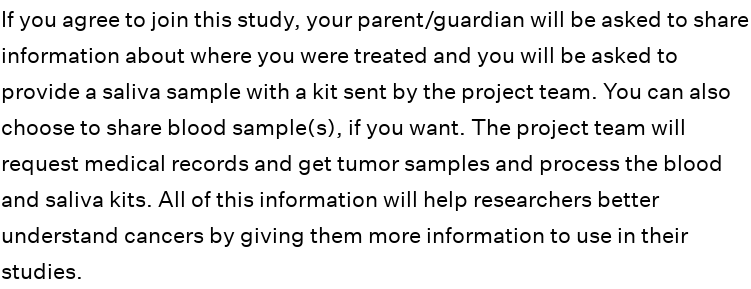 If you agree to join this study, your parent/guardian will be asked to share
information about where you were treated and you will be asked to
provide a saliva sample with a kit sent by the project team. You can also
choose to share blood sample(s), if you want. The project team will
request medical records and get tumor samples and process the blood
and saliva kits. All of this information will help researchers better
understand cancers by giving them more information to use in their
studies.